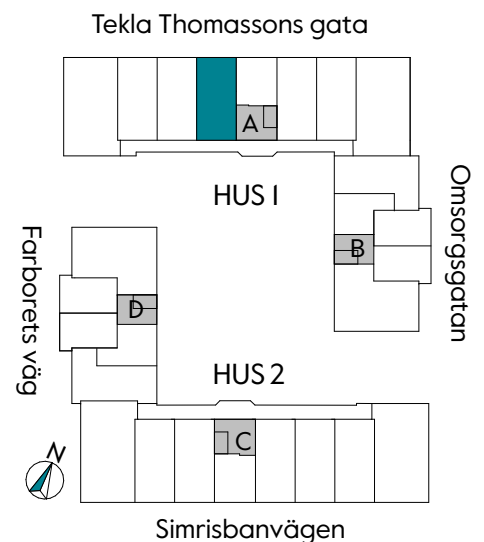 Tekla Thomassons gata
A
HUS 1
Omsorgsgatan
B
Farborets väg
D
HUS 2
C
N
Simrisbanvägen